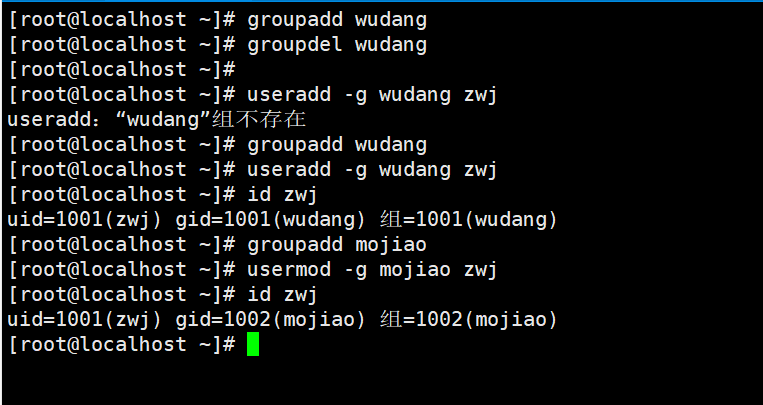 [root@localhost ~]# groupadd wudang
[root@localhost ~]# groupdel wudang
[root@localhost ~]#
[root@localhost ~]# useradd -g wudang zwj
useradd：“wudang”组不存在
[root@localhost ~]# groupadd wudang
[root@localhost ~]# useradd -g wudang zwj
[root@localhost ~]# id zwj
uid=1001(zwj) gid=1001(wudang) 组=1001(wudang)
[root@localhost ~]# groupadd mojiao
[root@localhost ~]# usermod -g mojiao zwj
[root@localhost ~]# id zwj
uid=1001(zwj) gid=1002(mojiao) 组=1002(mojiao)
[root@localhost ~]#